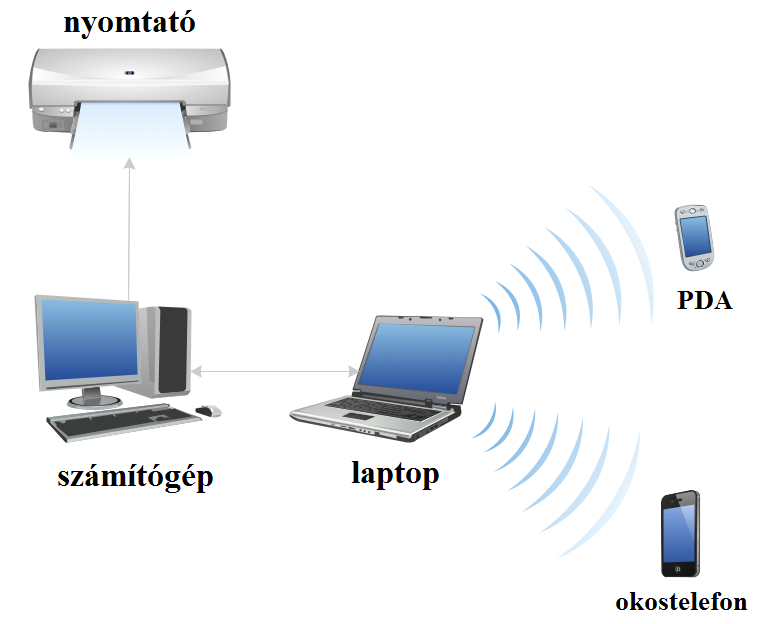 nyomtató
PDA
számítógép
laptop
okostelefon